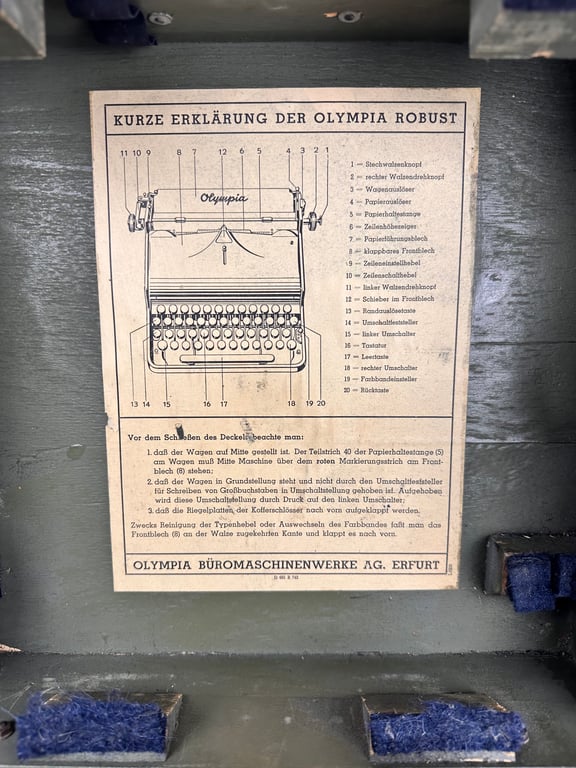 KURZE ERKLÄRUNG DER OLYMPIA ROBUST
11 10 9 8 7 12 6 5 4 3 2 1
Olympia
1 — Stechwalzenknopf
2 — rechter Walzendrehknopf
3 — Wagenauslöser
4 — Papierauslöser
5 — Papierhaltestange
6 — Zeilenhöhezeiger
7 — Papierführungsblech
8 — klappbares Frontblech
9 — Zeileneinstellhebel
10 — Zeilenschalthebel
11 — linker Walzendrehknopf
12 — Schieber im Frontblech
13 — Randauslösetaste
14 — Umschaltfeststeller
15 — linker Umschalter
16 — Tastatur
17 — Leertaste
18 — rechter Umschalter
19 — Farbbandeinsteller
20 — Rücktaste
13 14 15 16 17 18 19 20
Vor dem Schließen des Deckels beachte man:
1. daß der Wagen auf Mitte gestellt ist. Der Teilstrich 40 der Papierhaltestange (5)
am Wagen muß Mitte Maschine über dem roten Markierungsstrich am Front-
blech (8) stehen;
2. daß der Wagen in Grundstellung steht und nicht durch den Umschaltfeststeller
für Schreiben von Großbuchstaben in Umschaltstellung gehoben ist. Aufgehoben
wird diese Umschaltstellung durch Druck auf den linken Umschalter;
3. daß die Riegelplatten der Kofferschlösser nach vorn aufgeklappt werden.
Zwecks Reinigung der Typenhebel oder Auswechseln des Farbbandes faßt man das
Frontblech (8) an der Walze zugekehrten Kante und klappt es nach vorn.
OLYMPIA BÜROMASCHINENWERKE AG. ERFURT